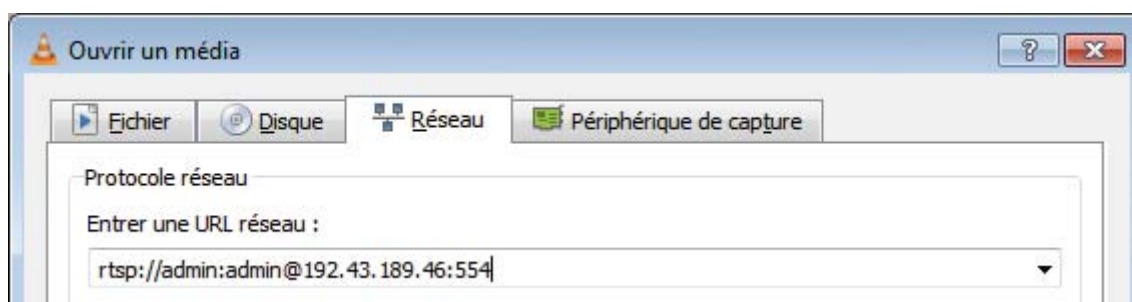 Ouvrir un média
Fichier Disque Réseau Périphérique de capture
Protocole réseau
Entrer une URL réseau :
rtsp://admin:admin@192.43.189.46:554